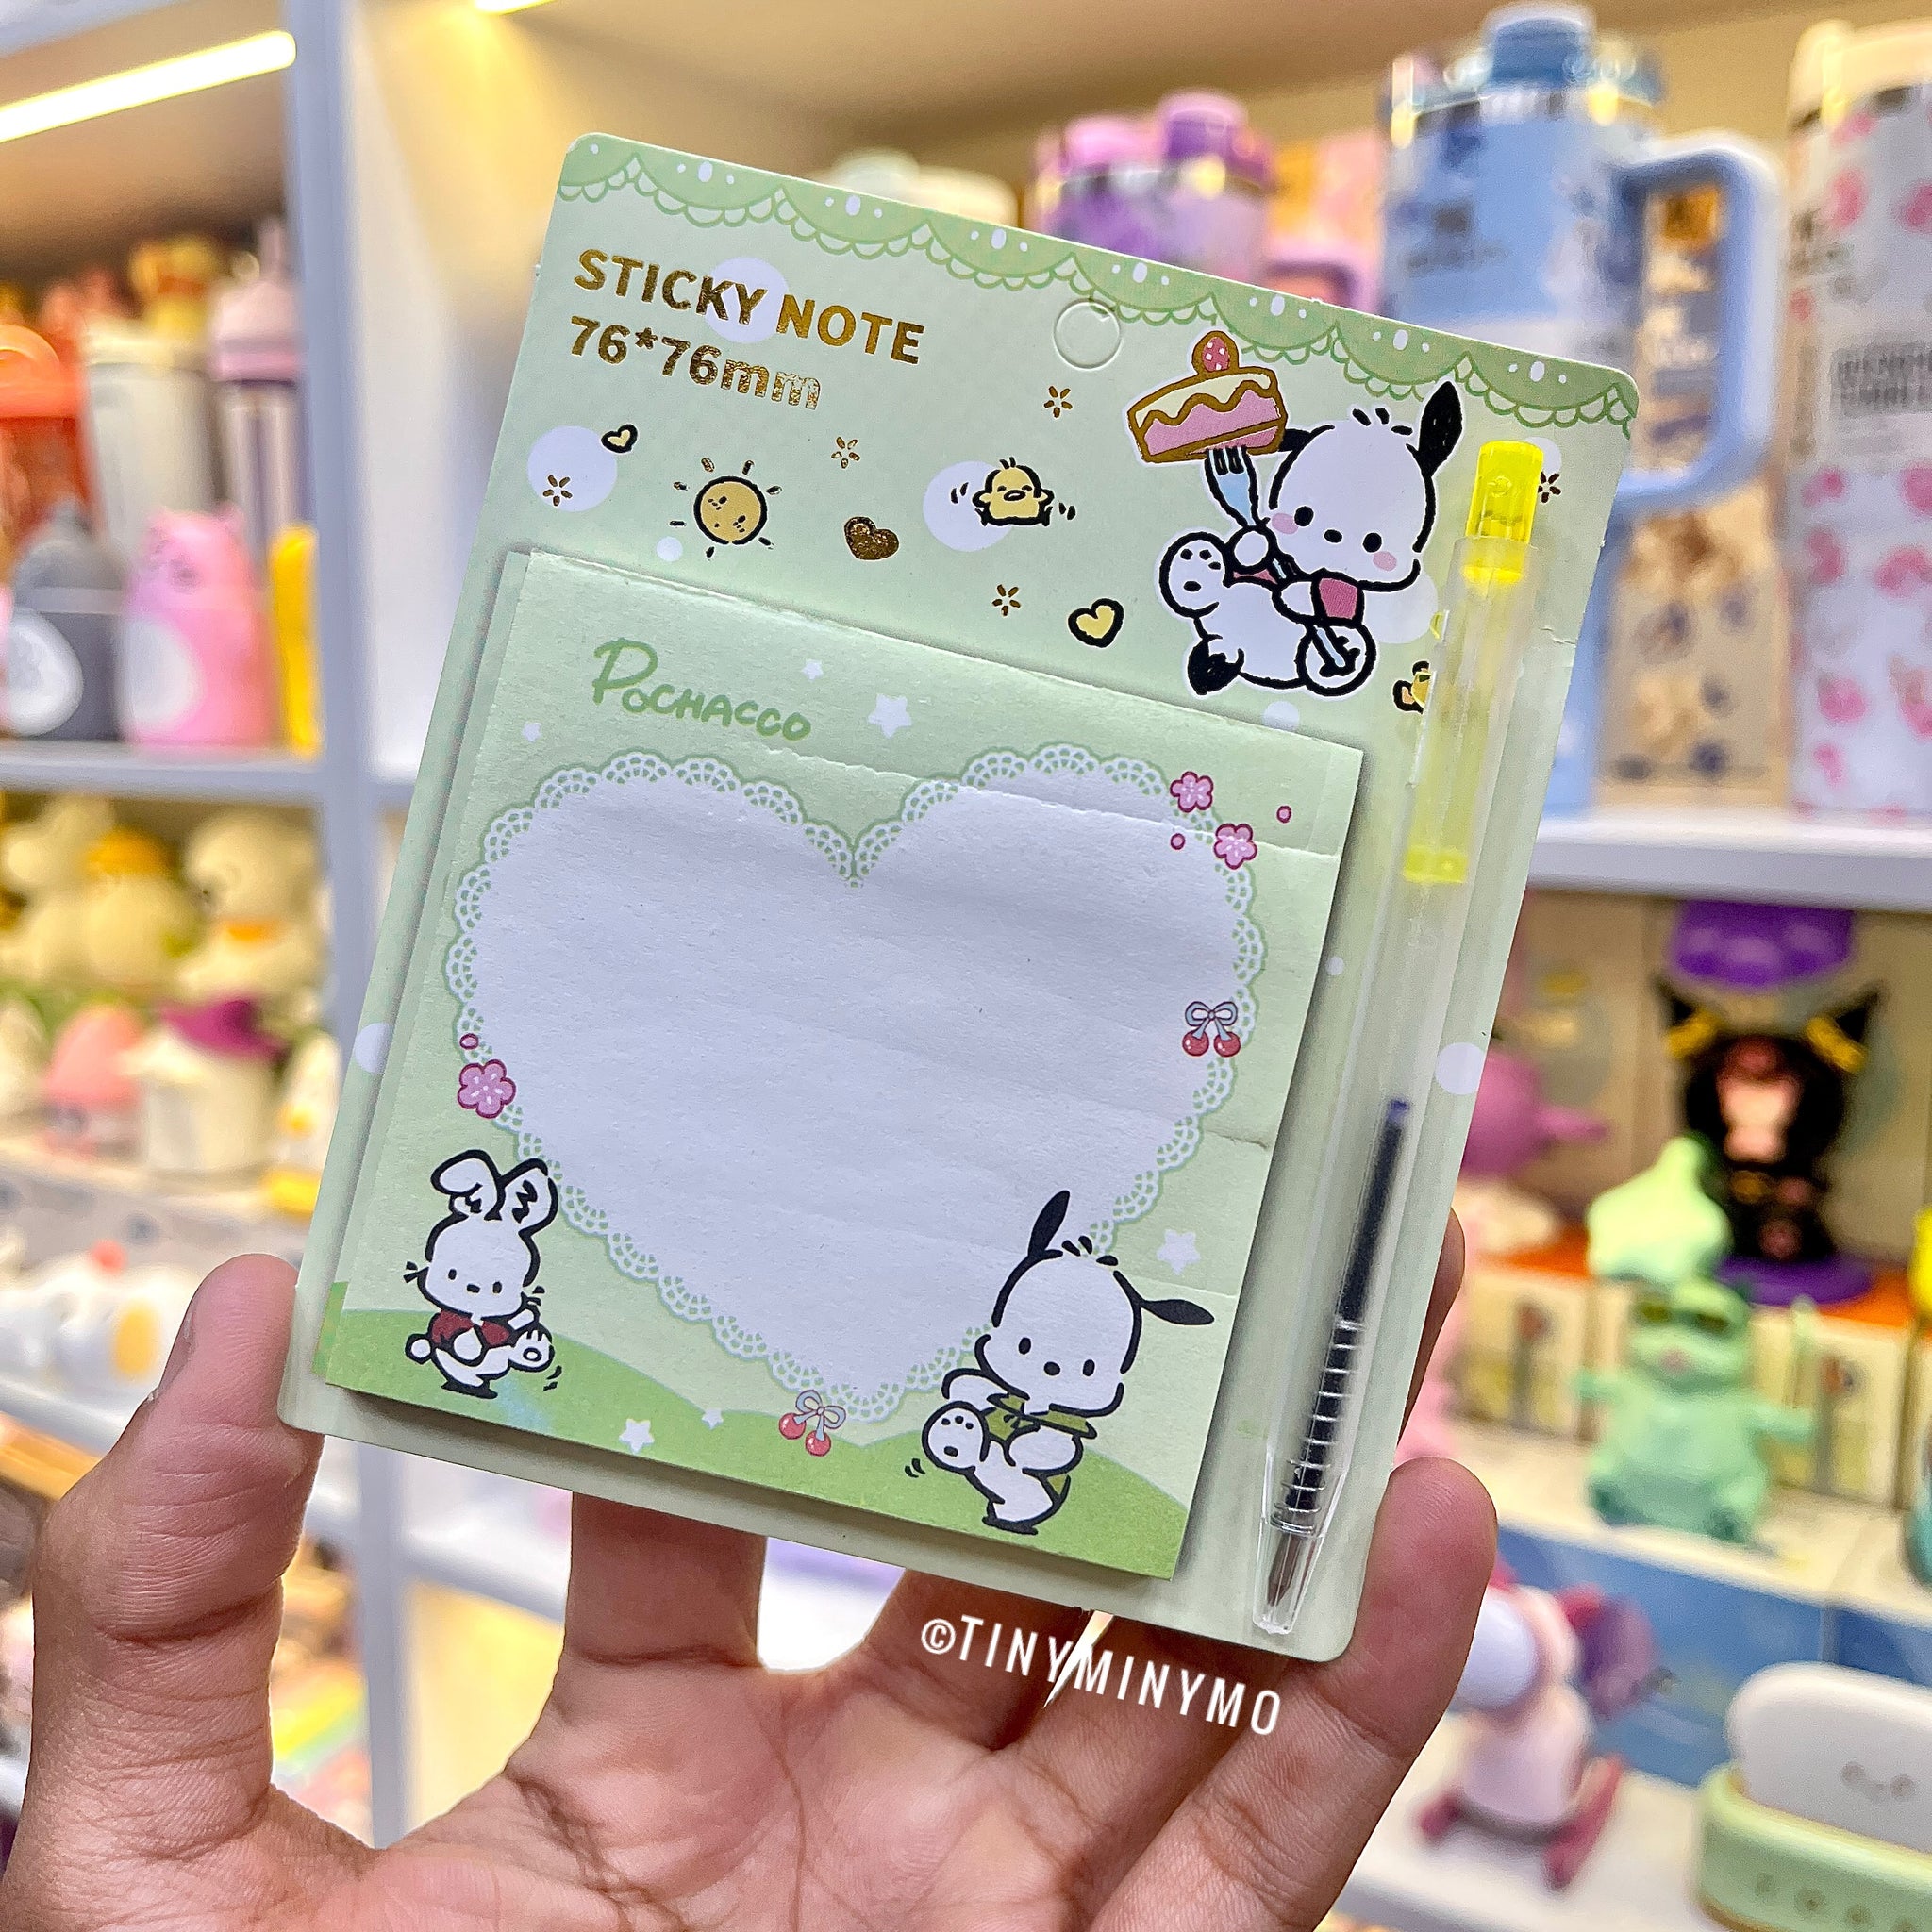 STICKY NOTE
76*76mm
POCHACCO
©TINYMINYMO